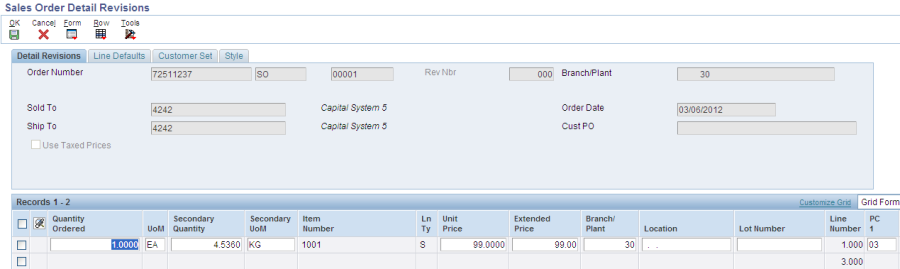 Sales Order Detail Revisions
OK Cancel Form Row Tools
Detail Revisions Line Defaults Customer Set Style
Order Number 72511237 SO 00001 Rev Nbr 000 Branch/Plant 30
Sold To 4242 Capital System 5 Order Date 03/06/2012
Ship To 4242 Capital System 5 Cust PO
Use Taxed Prices
Records 1 - 2 Customize Grid Grid Form
Quantity Secondary Secondary Item Ln Unit Extended Branch/ Line PC
Ordered UoM Quantity UoM Number Ty Price Price Plant Location Lot Number Number 1
1.0000 EA 4.5360 KG 1001 S 99.0000 99.00 30 . . 1.000 03
3.000